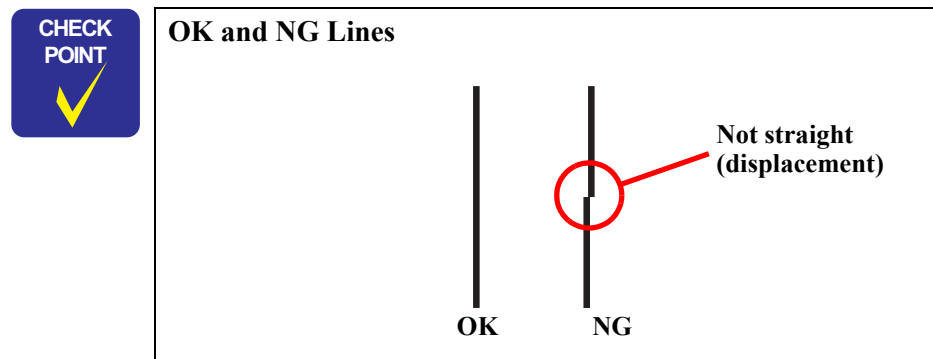 CHECK
POINT
OK and NG Lines
Not straight
(displacement)
OK
NG